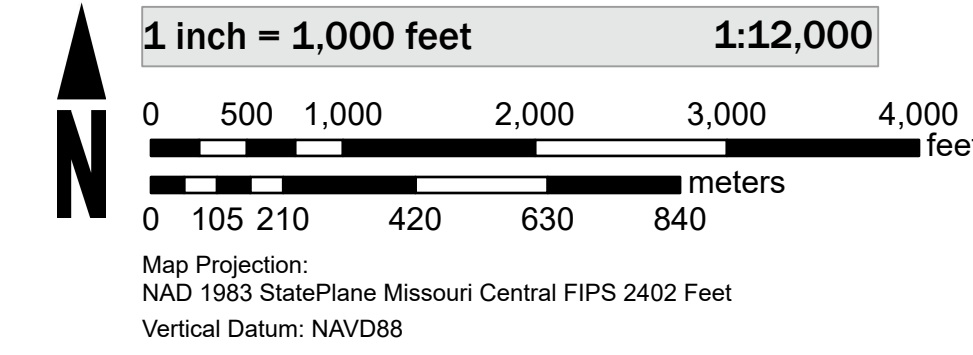 1 inch = 1,000 feet 1:12,000
0 500 1,000 2,000 3,000 4,000
feet
meters
0 105 210 420 630 840
N
Map Projection:
NAD 1983 StatePlane Missouri Central FIPS 2402 Feet
Vertical Datum: NAVD88